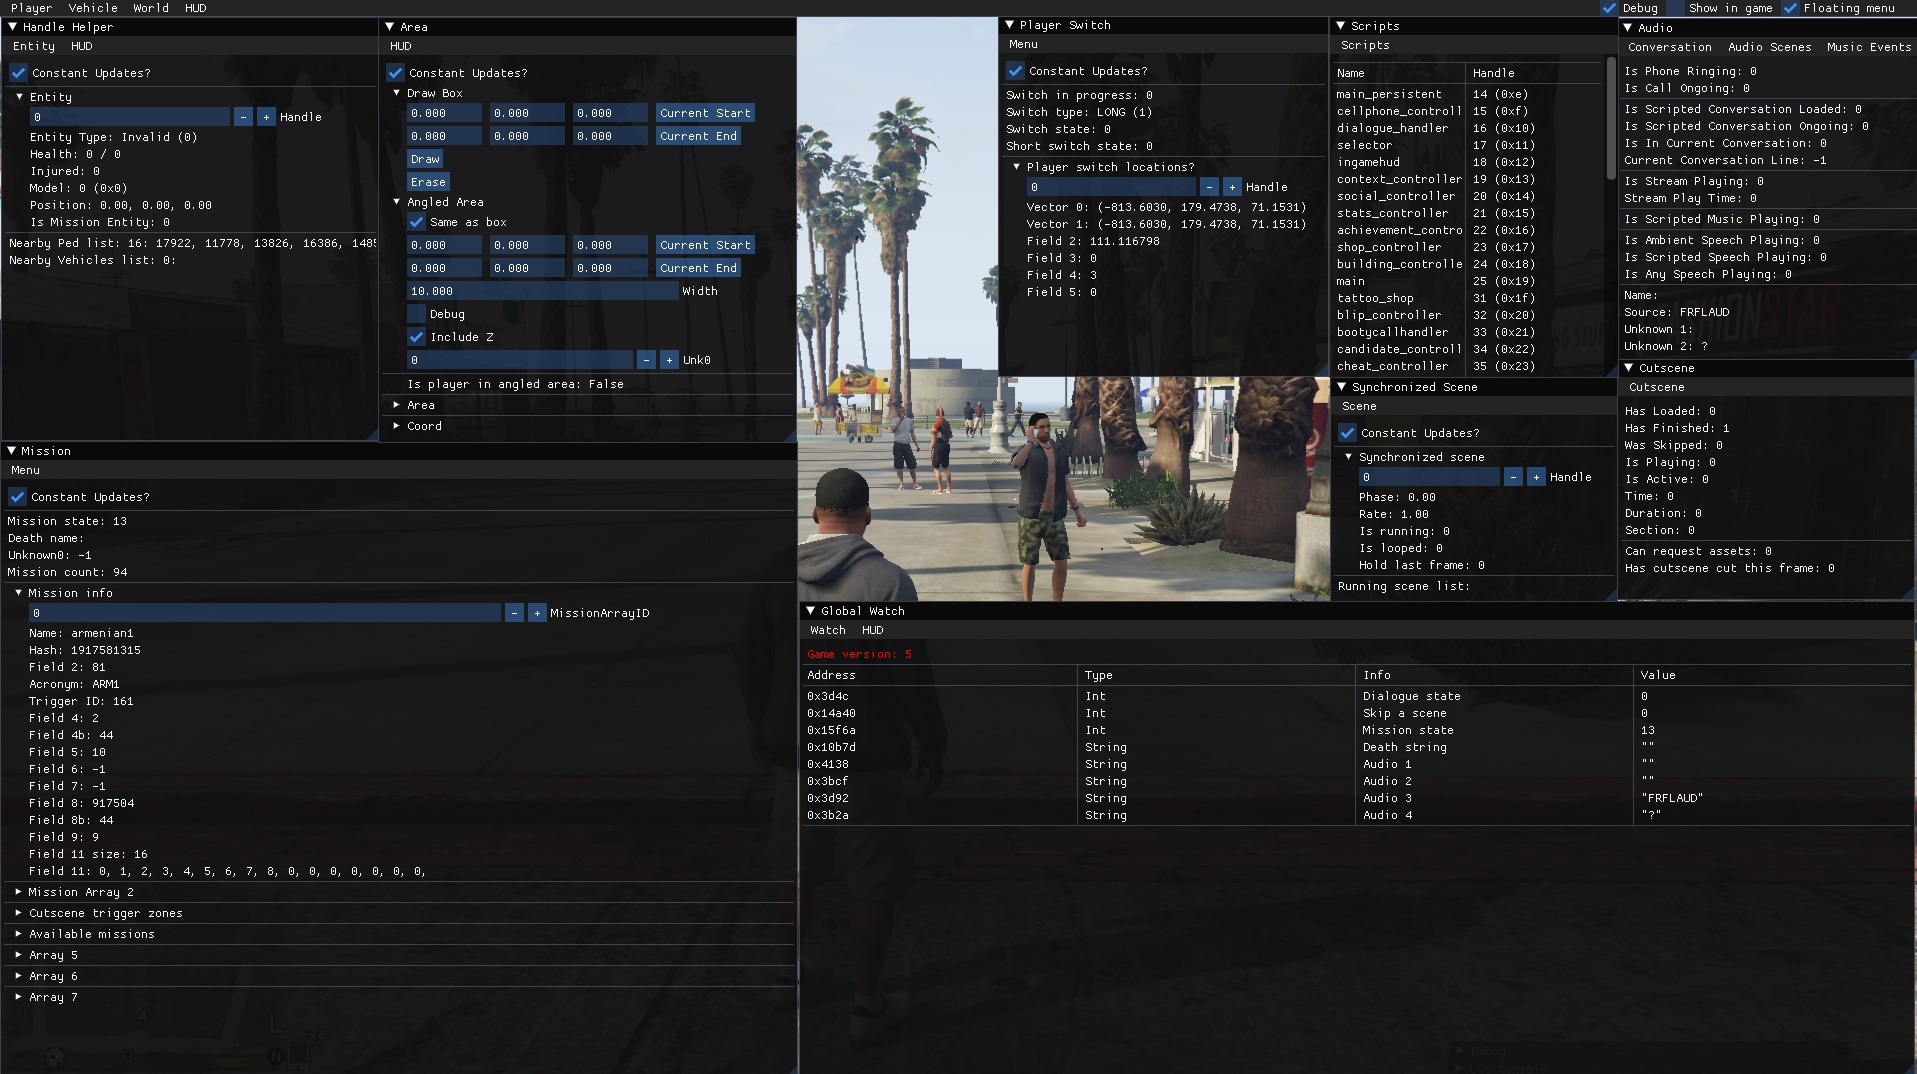 Player Vehicle World HUD
Debug Show in game Floating menu
Handle Helper
Entity HUD
Constant Updates?
Entity
0 - + Handle
Entity Type: Invalid (0)
Health: 0 / 0
Injured: 0
Model: 0 (0x0)
Position: 0.00, 0.00, 0.00
Is Mission Entity: 0
Nearby Ped list: 16: 17922, 11778, 13826, 16386, 1485
Nearby Vehicles list: 0:
Area
HUD
Constant Updates?
Draw Box
0.000 0.000 0.000 Current Start
0.000 0.000 0.000 Current End
Draw
Erase
Angled Area
Same as box
0.000 0.000 0.000 Current Start
0.000 0.000 0.000 Current End
10.000 Width
Debug
Include Z
0 - + Unk0
Is player in angled area: False
Area
Coord
Player Switch
Menu
Constant Updates?
Switch in progress: 0
Switch type: LONG (1)
Switch state: 0
Short switch state: 0
Player switch locations?
0 - + Handle
Vector 0: (-813.6030, 179.4738, 71.1531)
Vector 1: (-813.6030, 179.4738, 71.1531)
Field 2: 111.116798
Field 3: 0
Field 4: 3
Field 5: 0
Scripts
Scripts
Name Handle
main_persistent 14 (0xe)
cellphone_controll 15 (0xf)
dialogue_handler 16 (0x10)
selector 17 (0x11)
ingamehud 18 (0x12)
context_controller 19 (0x13)
social_controller 20 (0x14)
stats_controller 21 (0x15)
achievement_contro 22 (0x16)
shop_controller 23 (0x17)
building_controlle 24 (0x18)
main 25 (0x19)
tattoo_shop 31 (0x1f)
blip_controller 32 (0x20)
bootycallhandler 33 (0x21)
candidate_controll 34 (0x22)
cheat_controller 35 (0x23)
Audio
Conversation Audio Scenes Music Events
Is Phone Ringing: 0
Is Call Ongoing: 0
Is Scripted Conversation Loaded: 0
Is Scripted Conversation Ongoing: 0
Is In Current Conversation: 0
Current Conversation Line: -1
Is Stream Playing: 0
Stream Play Time: 0
Is Scripted Music Playing: 0
Is Ambient Speech Playing: 0
Is Scripted Speech Playing: 0
Is Any Speech Playing: 0
Name:
Source: FRFLAUD
Unknown 1:
Unknown 2: ?
Synchronized Scene
Scene
Constant Updates?
Synchronized scene
0 - + Handle
Phase: 0.00
Rate: 1.00
Is running: 0
Is looped: 0
Hold last frame: 0
Running scene list:
Cutscene
Cutscene
Has Loaded: 0
Has Finished: 1
Was Skipped: 0
Is Playing: 0
Is Active: 0
Time: 0
Duration: 0
Section: 0
Can request assets: 0
Has cutscene cut this frame: 0
Mission
Menu
Constant Updates?
Mission state: 13
Death name:
Unknown0: -1
Mission count: 94
Mission info
0 - + MissionArrayID
Name: armenian1
Hash: 1917581315
Field 2: 81
Acronym: ARM1
Trigger ID: 161
Field 4: 2
Field 4b: 44
Field 5: 10
Field 6: -1
Field 7: -1
Field 8: 917504
Field 8b: 44
Field 9: 9
Field 11 size: 16
Field 11: 0, 1, 2, 3, 4, 5, 6, 7, 8, 0, 0, 0, 0, 0, 0, 0,
Mission Array 2
Cutscene trigger zones
Available missions
Array 5
Array 6
Array 7
Global Watch
Watch HUD
Game version: 5
Address Type Info Value
0x3d4c Int Dialogue state 0
0x14a40 Int Skip a scene 0
0x15f6a Int Mission state 13
0x10b7d String Death string ""
0x4138 String Audio 1 ""
0x3bcf String Audio 2 ""
0x3d92 String Audio 3 "FRFLAUD"
0x3b2a String Audio 4 "?"
Debug